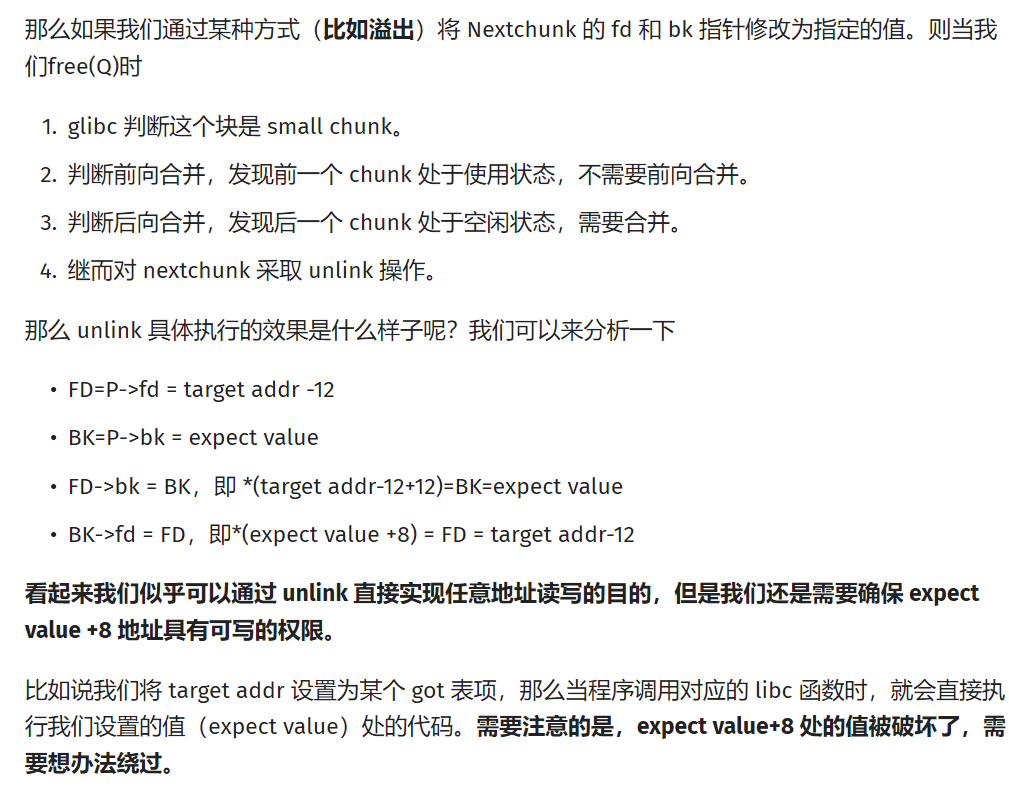 那么如果我们通过某种方式（比如溢出）将 Nextchunk 的 fd 和 bk 指针修改为指定的值。则当我
们free(Q)时
1. glibc 判断这个块是 small chunk。
2. 判断前向合并，发现前一个 chunk 处于使用状态，不需要前向合并。
3. 判断后向合并，发现后一个 chunk 处于空闲状态，需要合并。
4. 继而对 nextchunk 采取 unlink 操作。
那么 unlink 具体执行的效果是什么样子呢？我们可以来分析一下
• FD=P->fd = target addr -12
• BK=P->bk = expect value
• FD->bk = BK，即 *(target addr-12+12)=BK=expect value
• BK->fd = FD，即*(expect value +8) = FD = target addr-12
看起来我们似乎可以通过 unlink 直接实现任意地址读写的目的，但是我们还是需要确保 expect
value +8 地址具有可写的权限。
比如说我们将 target addr 设置为某个 got 表项，那么当程序调用对应的 libc 函数时，就会直接执
行我们设置的值（expect value）处的代码。需要注意的是，expect value+8 处的值被破坏了，需
要想办法绕过。